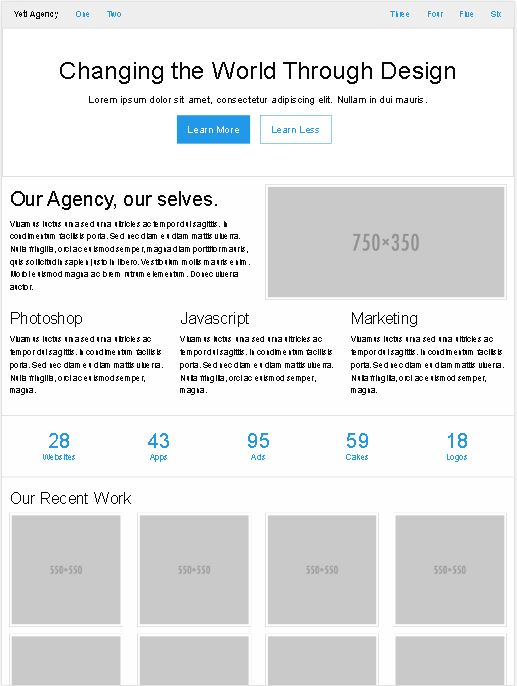 Yeti Agency One Two Three Four Five Six
Changing the World Through Design
Lorem ipsum dolor sit amet, consectetur adipiscing elit. Nullam in dui mauris.
Learn More Learn Less
Our Agency, our selves.
Vivamus luctus urna sed urna ultricies ac tempor dui sagittis. In
condimentum facilisis porta. Sed nec diam eu diam mattis viverra.
Nulla fringilla, orci ac euismod semper, magna diam porttitor mauris,
quis sollicitudin sapien justo in libero. Vestibulum mollis mauris enim.
Morbi euismod magna ac lorem rutrum elementum. Donec viverra
auctor.
750×350
Photoshop
Vivamus luctus urna sed urna ultricies ac
tempor dui sagittis. In condimentum facilisis
porta. Sed nec diam eu diam mattis viverra.
Nulla fringilla, orci ac euismod semper,
magna.
Javascript
Vivamus luctus urna sed urna ultricies ac
tempor dui sagittis. In condimentum facilisis
porta. Sed nec diam eu diam mattis viverra.
Nulla fringilla, orci ac euismod semper,
magna.
Marketing
Vivamus luctus urna sed urna ultricies ac
tempor dui sagittis. In condimentum facilisis
porta. Sed nec diam eu diam mattis viverra.
Nulla fringilla, orci ac euismod semper,
magna.
28 43 95 59 18
Websites Apps Ads Cakes Logos
Our Recent Work
550×550 550×550 550×550 550×550